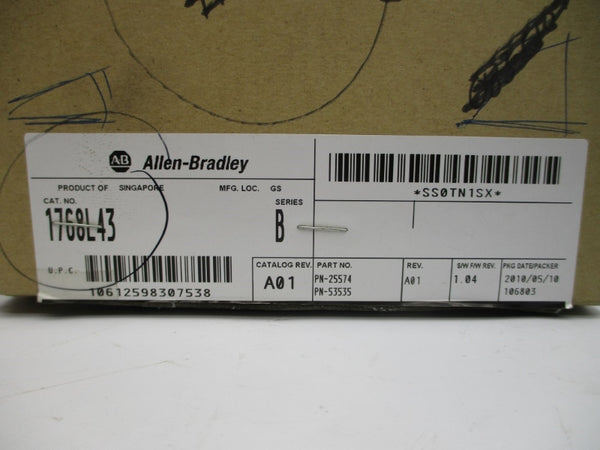 AB Allen-Bradley
PRODUCT OF SINGAPORE MFG. LOC. GS
CAT. NO. SERIES
1768L43 B
U.P.C.
10612598307538
*SS0TN1SX*
CATALOG REV. PART NO. REV. S/W F/W REV. PKG DATE/PACKER
A01 PN-25574 A01 1.04 2010/05/10
PN-53535 106803